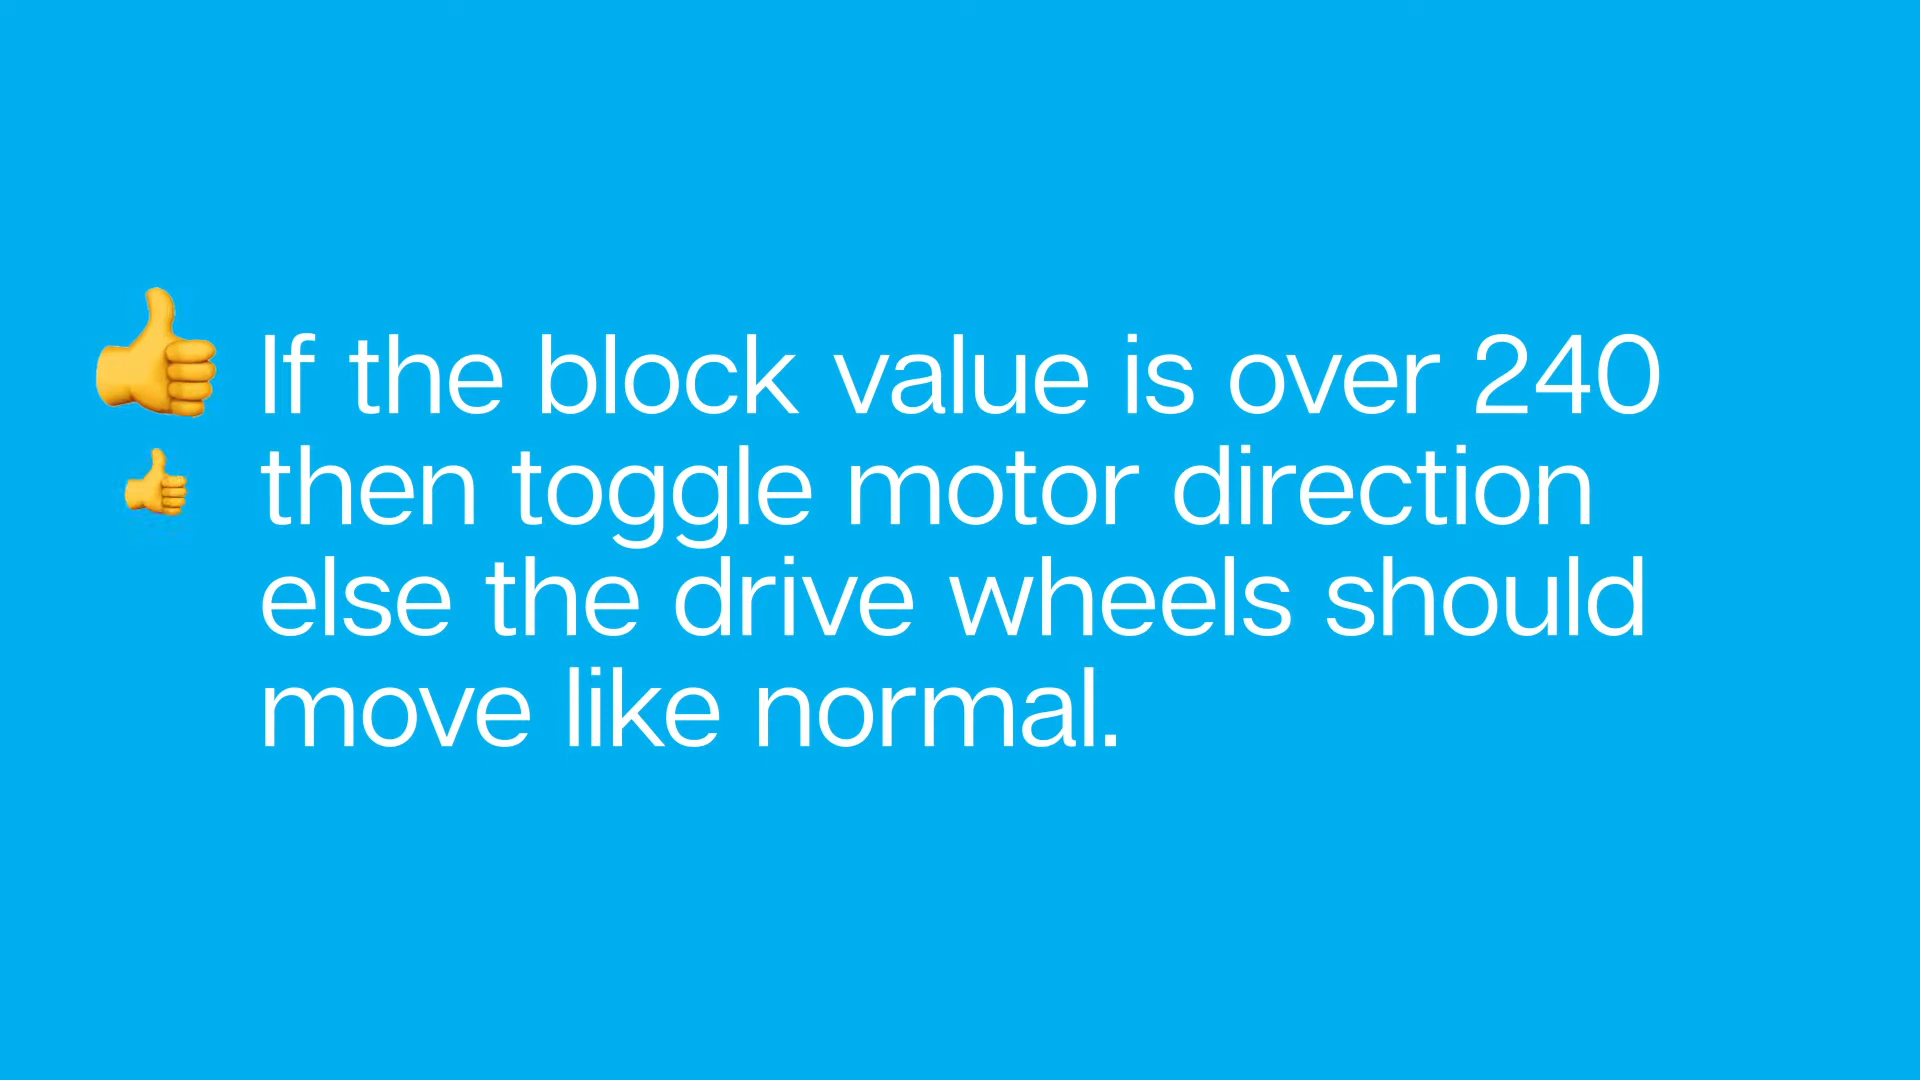 If the block value is over 240
then toggle motor direction
else the drive wheels should
move like normal.